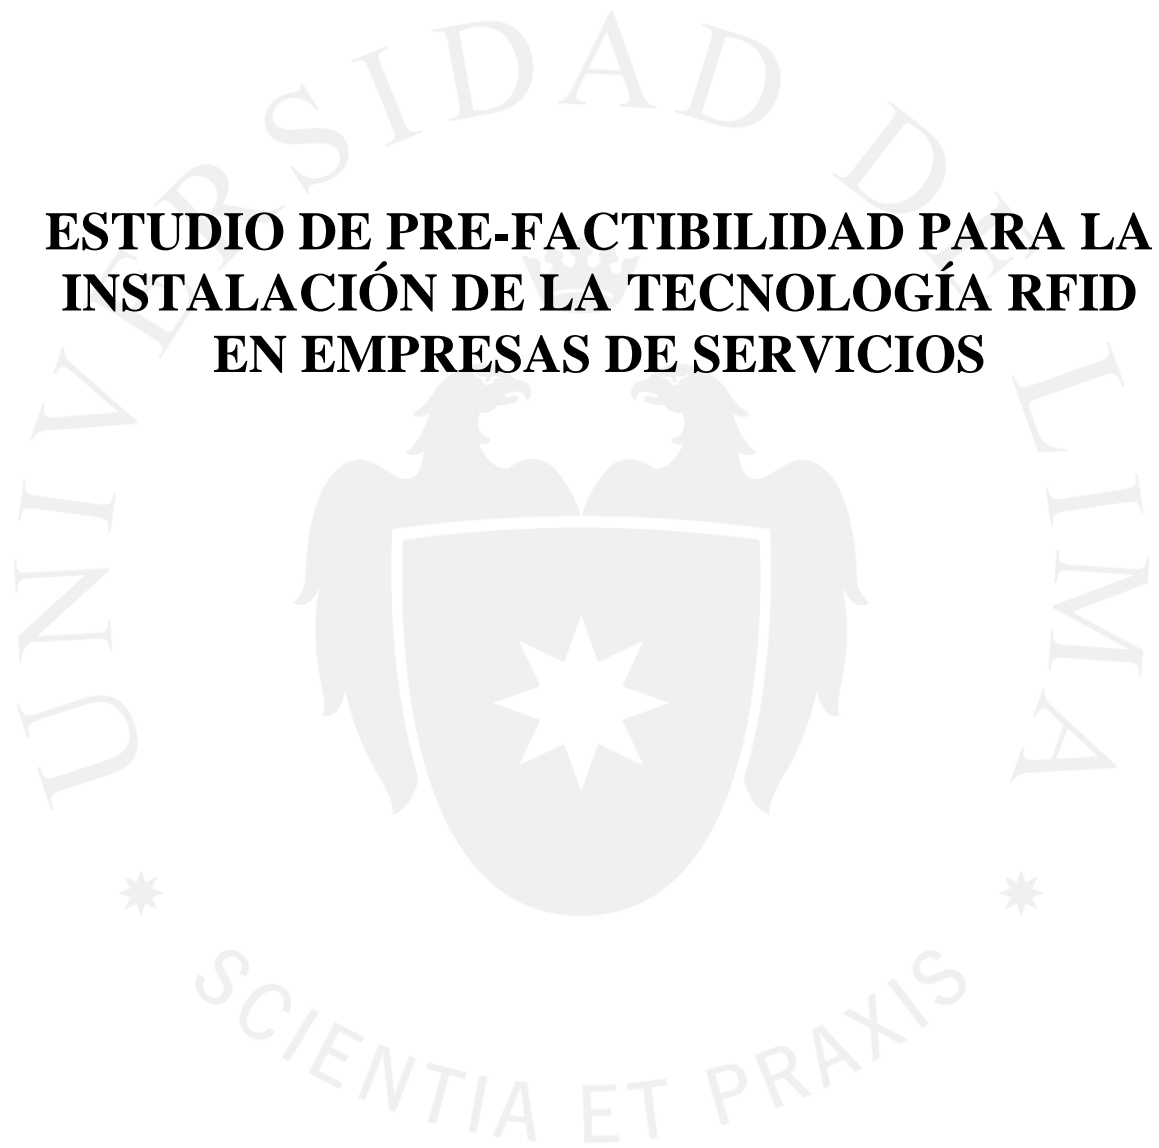 UNIVERSIDAD DE LIMA
ESTUDIO DE PRE-FACTIBILIDAD PARA LA
INSTALACIÓN DE LA TECNOLOGÍA RFID
EN EMPRESAS DE SERVICIOS
SCIENTIA ET PRAXIS